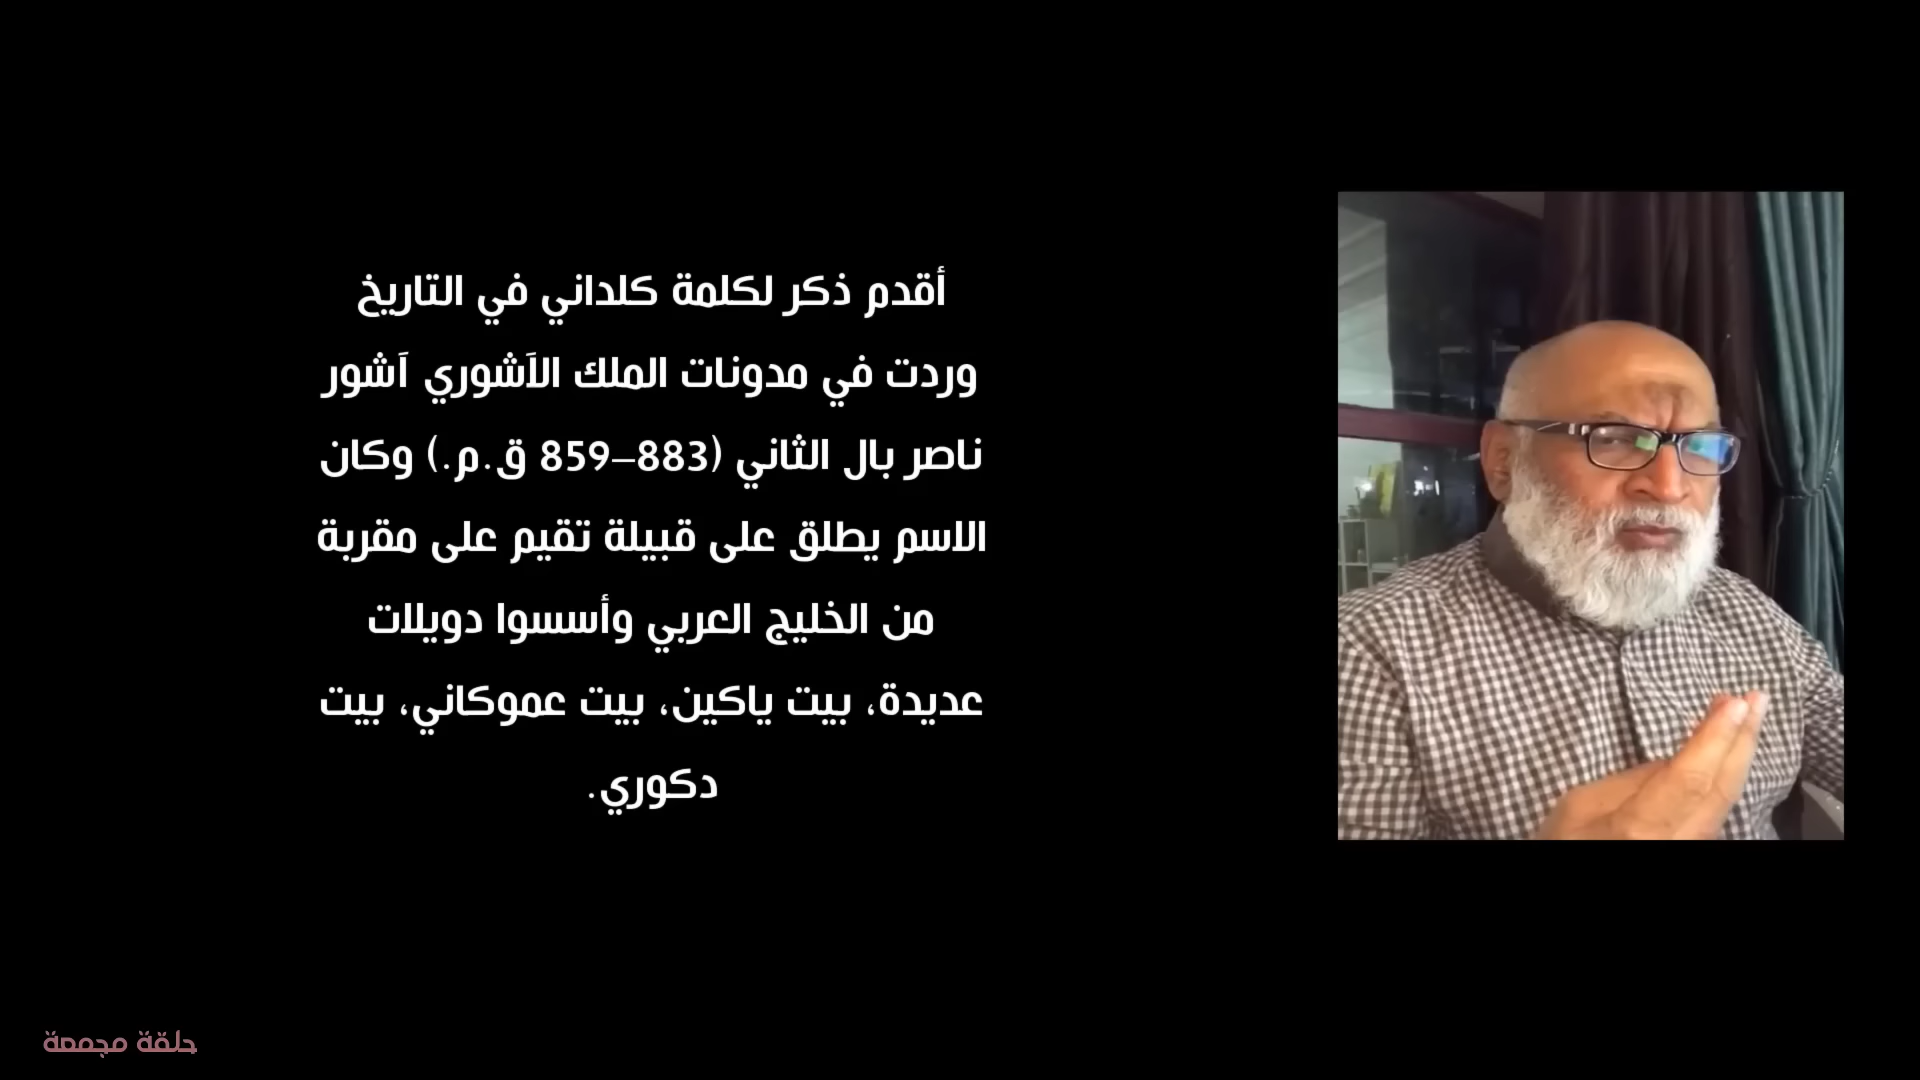 أقدم ذكر لكلمة كلداني في التاريخ
وردت في مدونات الملك الآشوري آشور
ناصر بال الثاني (883–859 ق.م.) وكان
الاسم يطلق على قبيلة تقيم على مقربة
من الخليج العربي وأسسوا دويلات
عديدة، بيت ياكين، بيت عموكاني، بيت
دكوري.
حلقة مجمعة